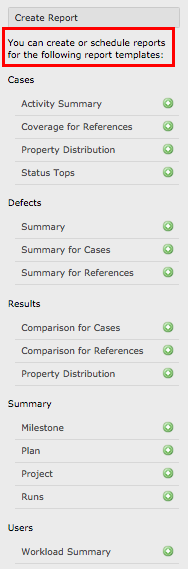 Create Report
You can create or schedule reports
for the following report templates:
Cases
Activity Summary
Coverage for References
Property Distribution
Status Tops
Defects
Summary
Summary for Cases
Summary for References
Results
Comparison for Cases
Comparison for References
Property Distribution
Summary
Milestone
Plan
Project
Runs
Users
Workload Summary